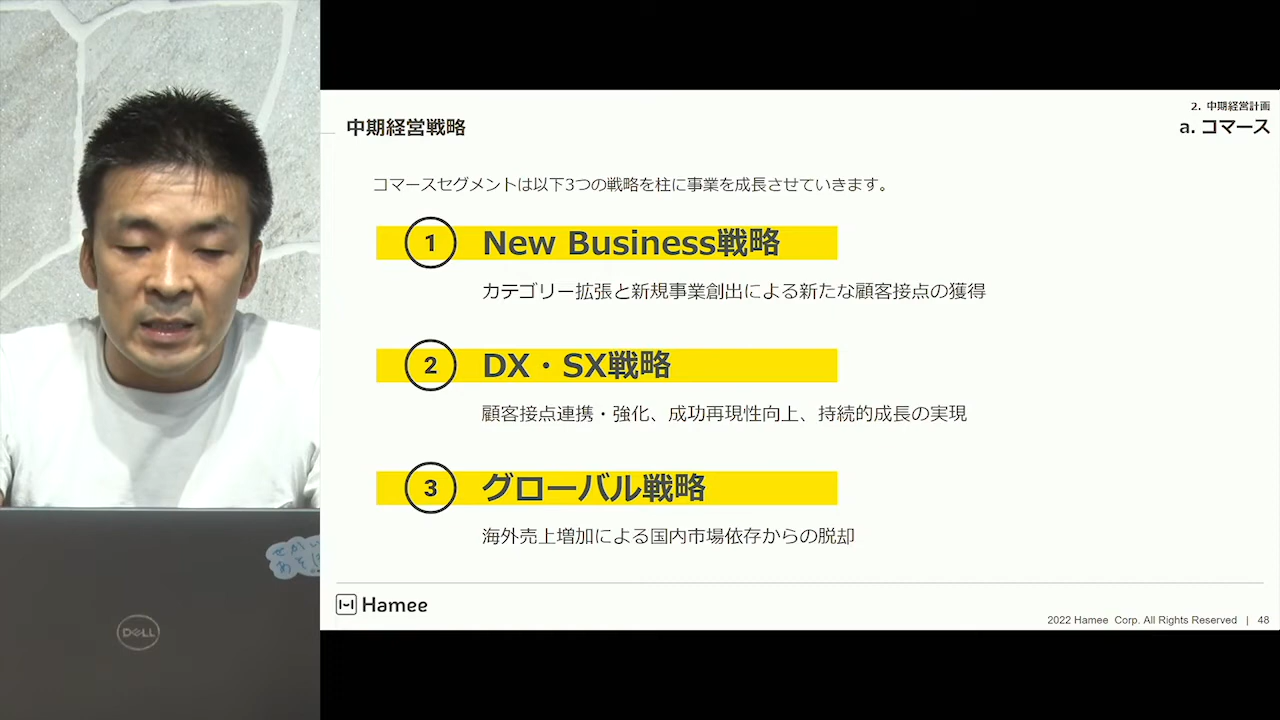 2. 中期経営計画
a. コマース
中期経営戦略
コマースセグメントは以下3つの戦略を柱に事業を成長させていきます。
1 New Business戦略
カテゴリー拡張と新規事業創出による新たな顧客接点の獲得
2 DX・SX戦略
顧客接点連携・強化、成功再現性向上、持続的成長の実現
3 グローバル戦略
海外売上増加による国内市場依存からの脱却
Hamee
2022 Hamee Corp. All Rights Reserved | 48
せかい
あそ
DELL